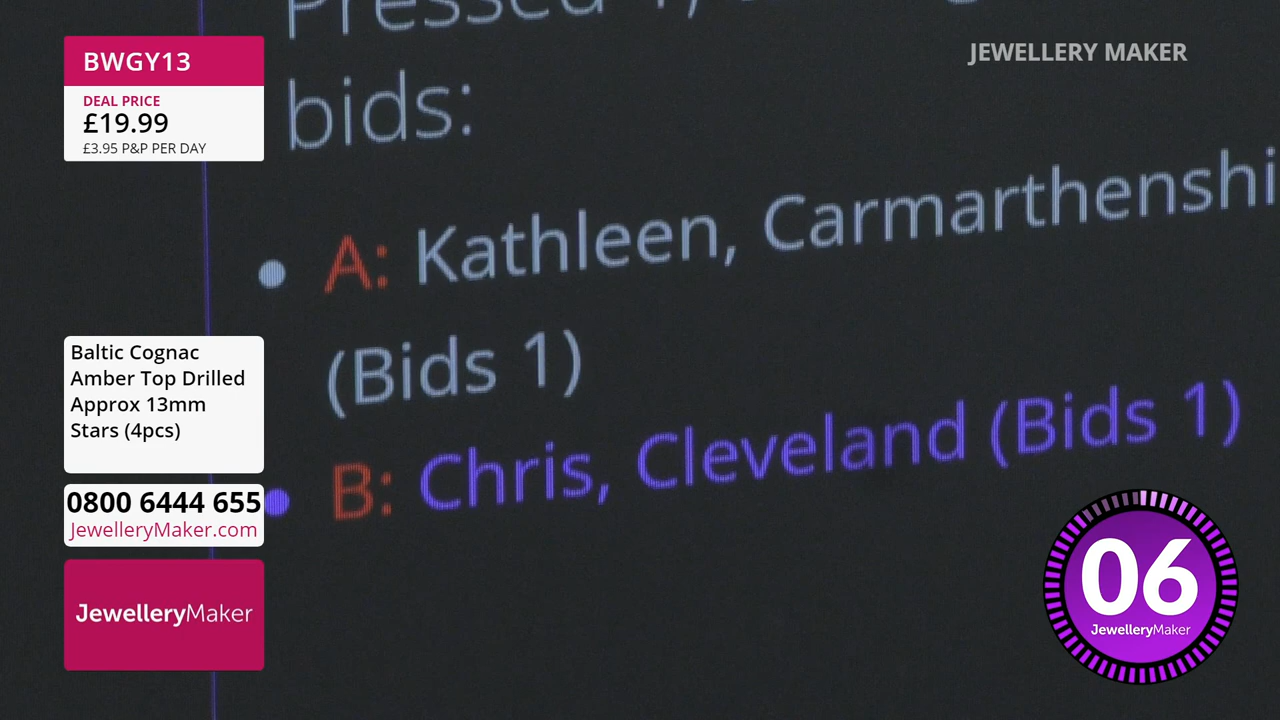 BWGY13
DEAL PRICE
£19.99
£3.95 P&P PER DAY
JEWELLERY MAKER
bids:
A: Kathleen, Carmarthenshi
(Bids 1)
B: Chris, Cleveland (Bids 1)
Baltic Cognac
Amber Top Drilled
Approx 13mm
Stars (4pcs)
0800 6444 655
JewelleryMaker.com
JewelleryMaker
06
JewelleryMaker